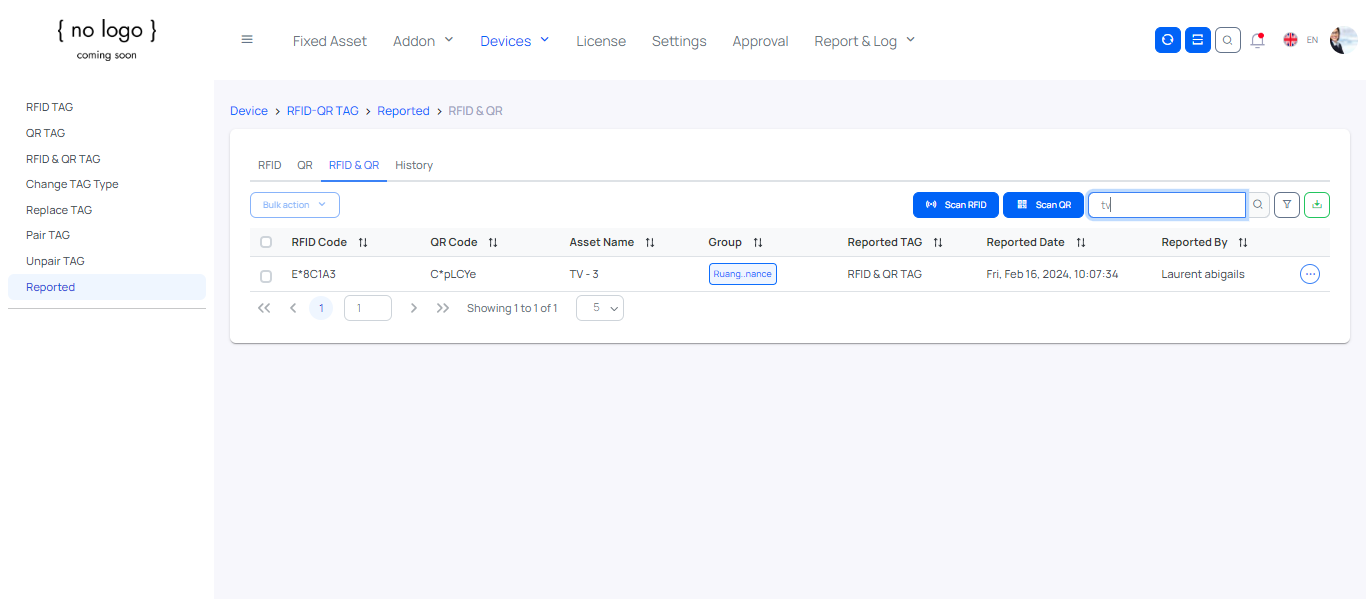 { no logo }
coming soon
Fixed Asset Addon Devices License Settings Approval Report & Log EN
RFID TAG
QR TAG
RFID & QR TAG
Change TAG Type
Replace TAG
Pair TAG
Unpair TAG
Reported
Device > RFID-QR TAG > Reported > RFID & QR
RFID QR RFID & QR History
Bulk action Scan RFID Scan QR tv
RFID Code QR Code Asset Name Group Reported TAG Reported Date Reported By
E*8C1A3 C*pLCYe TV - 3 Ruang..nance RFID & QR TAG Fri, Feb 16, 2024, 10:07:34 Laurent abigails
1 1 Showing 1 to 1 of 1 5